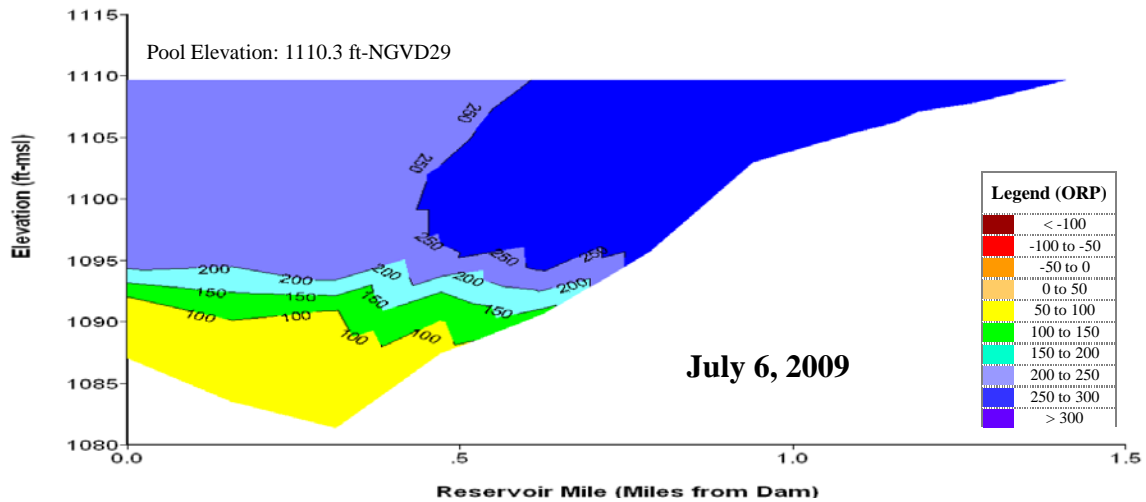 1115
Pool Elevation: 1110.3 ft-NGVD29
1110
1105
1100
1095
1090
1085
1080
Elevation (ft-msl)
250
250
250
250
250
200
200
200
200
200
150
150
150
150
100
100
100
100
July 6, 2009
Legend (ORP)
< -100
-100 to -50
-50 to 0
0 to 50
50 to 100
100 to 150
150 to 200
200 to 250
250 to 300
> 300
0.0 .5 1.0 1.5
Reservoir Mile (Miles from Dam)